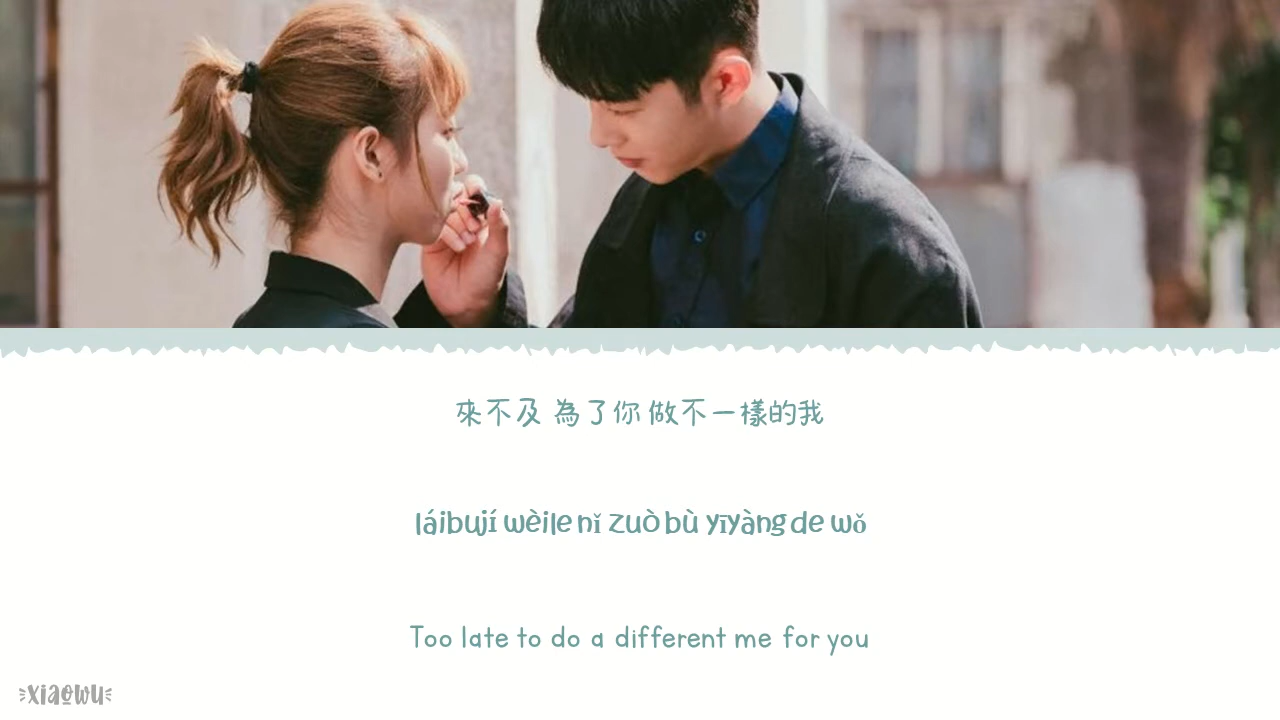 來不及 為了你 做不一樣的我
láibují wèile nǐ zuò bù yīyàng de wǒ
Too late to do a different me for you
xiaowu